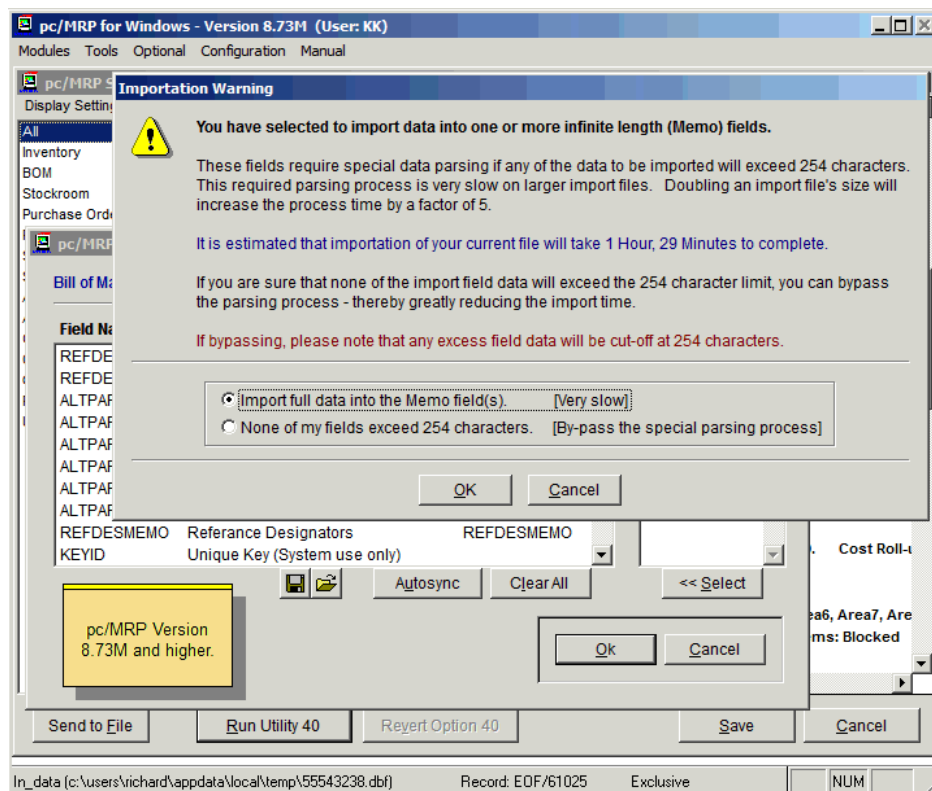 pc/MRP for Windows - Version 8.73M (User: KK)
Modules Tools Optional Configuration Manual
pc/MRP S
Display Setting
All
Inventory
BOM
Stockroom
Purchase Orde
Importation Warning
You have selected to import data into one or more infinite length (Memo) fields.
These fields require special data parsing if any of the data to be imported will exceed 254 characters.
This required parsing process is very slow on larger import files. Doubling an import file's size will
increase the process time by a factor of 5.
It is estimated that importation of your current file will take 1 Hour, 29 Minutes to complete.
If you are sure that none of the import field data will exceed the 254 character limit, you can bypass
the parsing process - thereby greatly reducing the import time.
If bypassing, please note that any excess field data will be cut-off at 254 characters.
Import full data into the Memo field(s). [Very slow]
None of my fields exceed 254 characters. [By-pass the special parsing process]
OK Cancel
pc/MRP
Bill of Ma
Field Na
REFDE
REFDE
ALTPAR
ALTPAR
ALTPAR
ALTPAR
ALTPAR
ALTPAR
REFDESMEMO Referance Designators REFDESMEMO
KEYID Unique Key (System use only)
Autosync Clear All << Select
pc/MRP Version
8.73M and higher.
Ok Cancel
Cost Roll-u
ea6, Area7, Are
ems: Blocked
Send to File Run Utility 40 Revert Option 40 Save Cancel
In_data (c:\users\richard\appdata\local\temp\55543238.dbf) Record: EOF/61025 Exclusive NUM